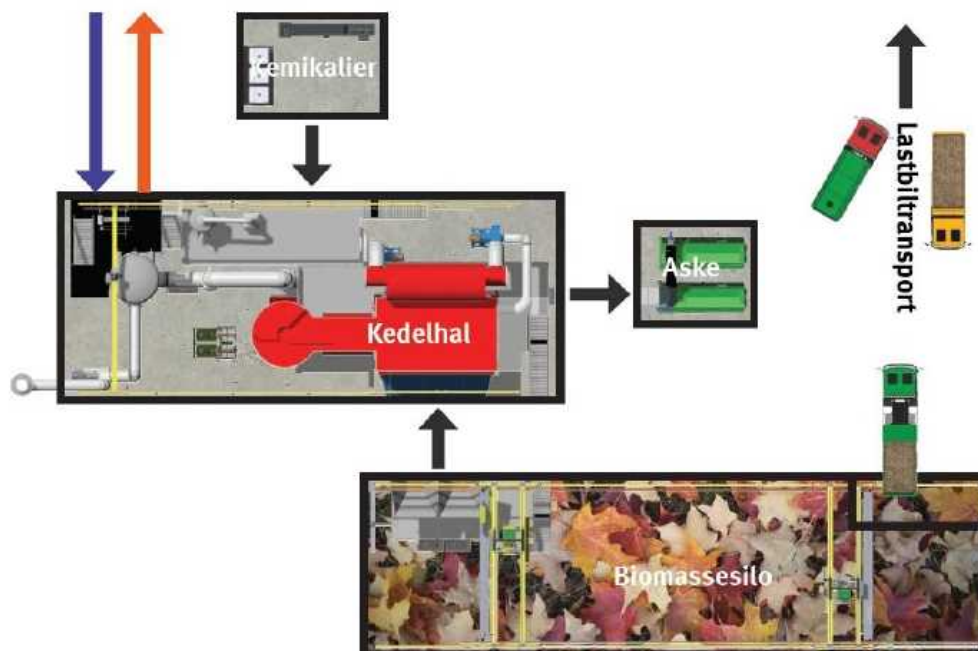 Kemikalier
Lastbiltransport
Aske
Kedelhal
Biomassesilo